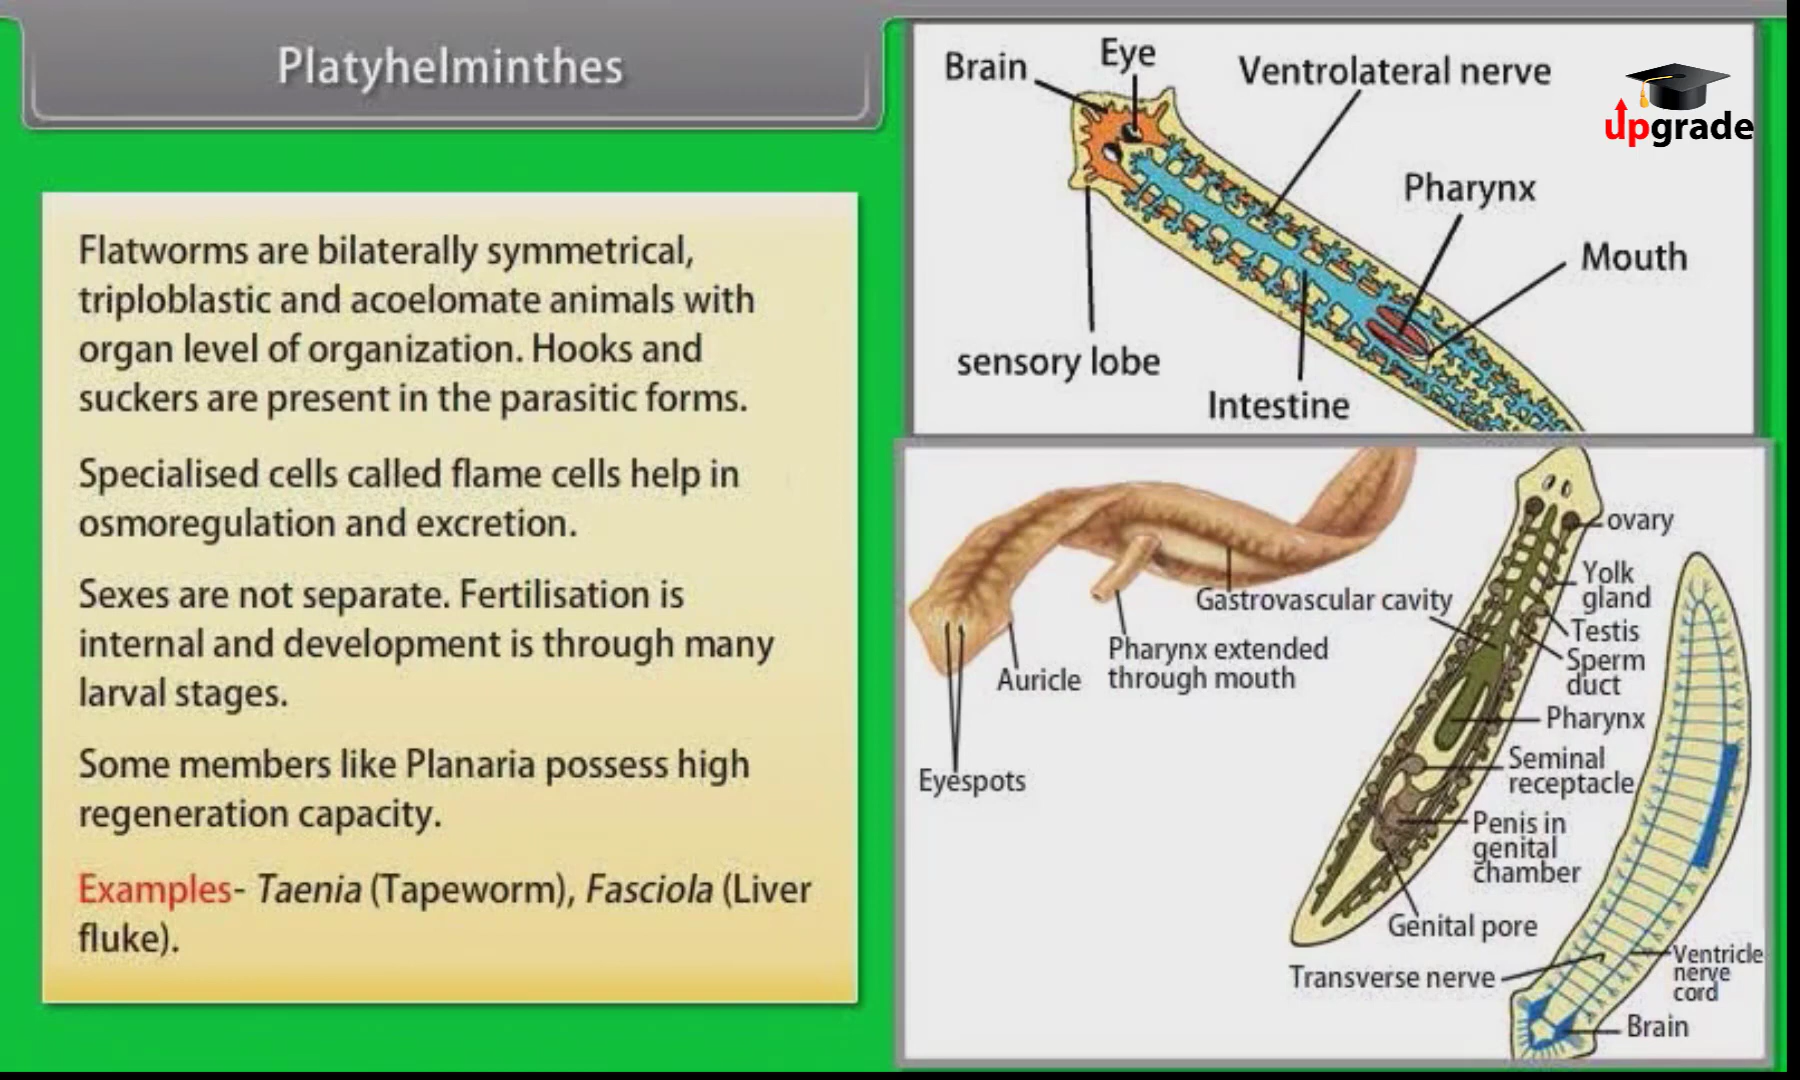 Platyhelminthes
Flatworms are bilaterally symmetrical,
triploblastic and acoelomate animals with
organ level of organization. Hooks and
suckers are present in the parasitic forms.
Specialised cells called flame cells help in
osmoregulation and excretion.
Sexes are not separate. Fertilisation is
internal and development is through many
larval stages.
Some members like Planaria possess high
regeneration capacity.
Examples- Taenia (Tapeworm), Fasciola (Liver
fluke).
Brain
Eye
Ventrolateral nerve
upgrade
Pharynx
Mouth
sensory lobe
Intestine
ovary
Yolk
gland
Gastrovascular cavity
Testis
Sperm
duct
Pharynx extended
through mouth
Auricle
Pharynx
Eyespots
Seminal
receptacle
Penis in
genital
chamber
Genital pore
Transverse nerve
Ventricle
nerve
cord
Brain